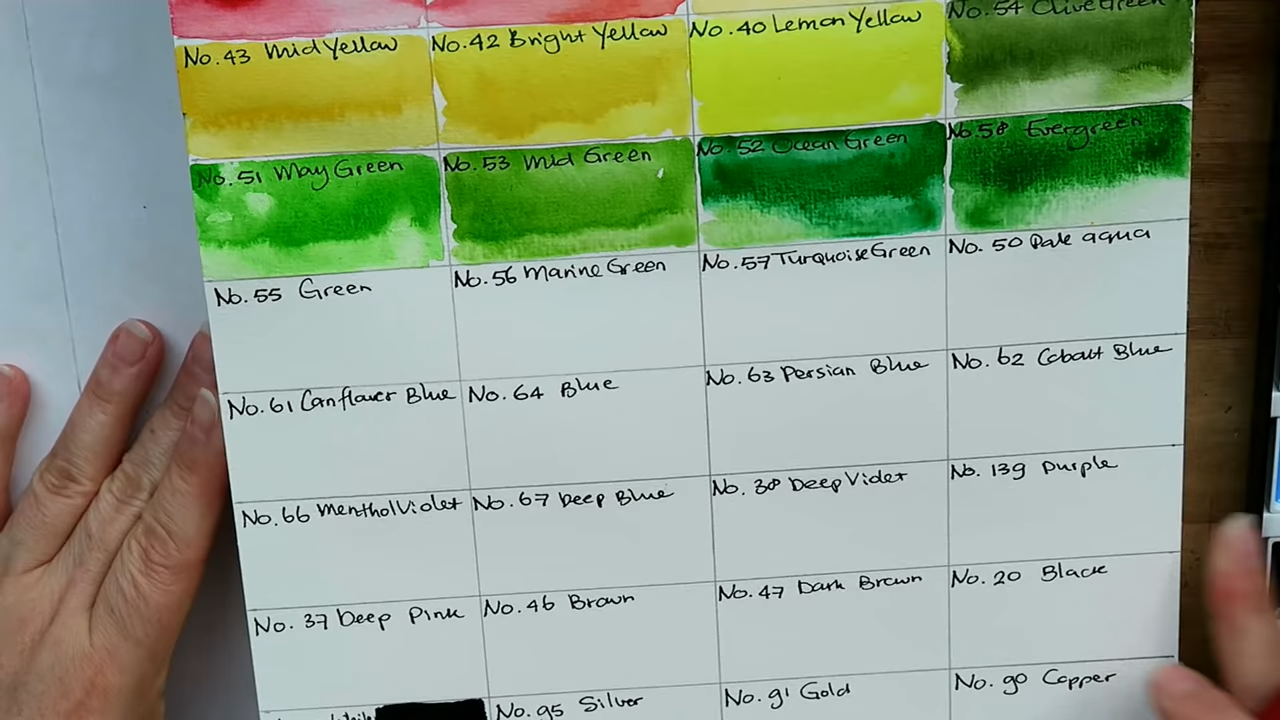 No.43 Mid Yellow
No.42 Bright Yellow
No.40 Lemon Yellow
No.54 Olive Green
No.51 May Green
No.53 Mid Green
No.52 Ocean Green
No.58 Evergreen
No.55 Green
No.56 Marine Green
No.57 Turquoise Green
No. 50 Pale aqua
No.61 Cornflower Blue
No.64 Blue
No.63 Persian Blue
No.62 Cobalt Blue
No.66 Menthol Violet
No.67 Deep Blue
No. 38 Deep Violet
No. 139 Purple
No. 37 Deep Pink
No.46 Brown
No.47 Dark Brown
No.20 Black
No.95 Silver
No.91 Gold
No.90 Copper